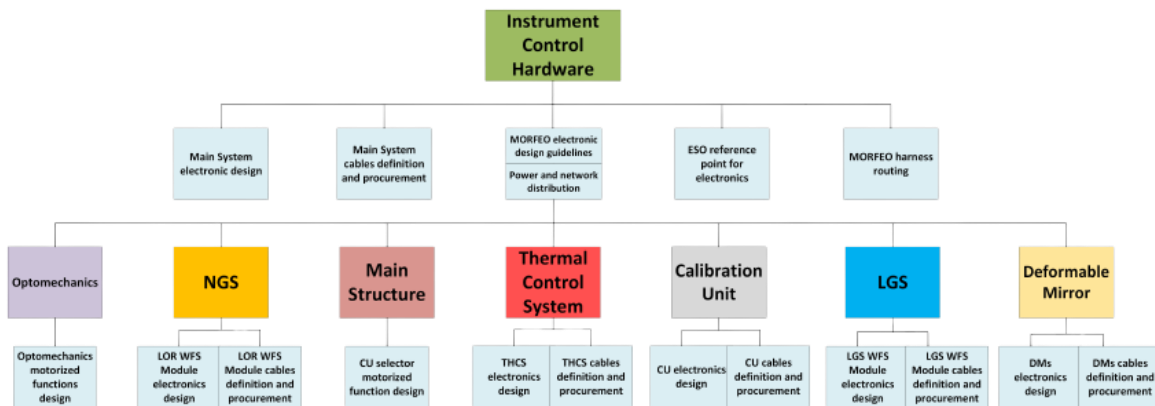 Instrument
Control
Hardware
Main System
electronic design
Main System
cables definition
and procurement
MORFEO electronic
design guidelines
Power and network
distribution
ESO reference
point for
electronics
MORFEO harness
routing
Optomechanics
NGS
Main
Structure
Thermal
Control
System
Calibration
Unit
LGS
Deformable
Mirror
Optomechanics
motorized
functions
design
LOR WFS
Module
electronics
design
LOR WFS
Module cables
definition and
procurement
CU selector
motorized
function design
THCS
electronics
design
THCS cables
definition and
procurement
CU electronics
design
CU cables
definition and
procurement
LGS WFS
Module
electronics
design
LGS WFS
Module cables
definition and
procurement
DMs
electronics
design
DMs cables
definition and
procurement